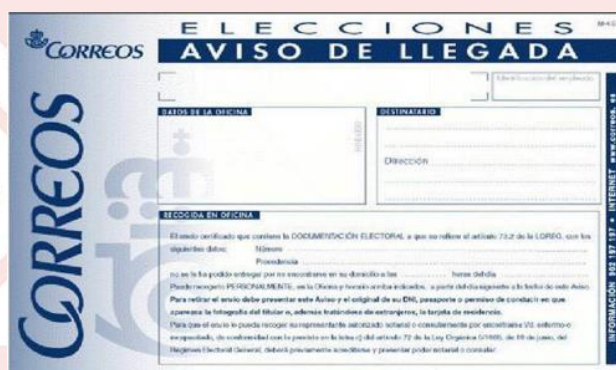 ELECCIONES
CORREOS
AVISO DE LLEGADA
Identificación del empleado
DATOS DE LA OFICINA
DESTINATARIO
Dirección
CORREOS
RECOGIDA EN OFICINA
El envío certificado que contiene la DOCUMENTACIÓN ELECTORAL a que se refiere el artículo 73.2 de la LOREG, con los
siguientes datos: Número
Procedencia
no se le ha podido entregar por no encontrarse en su domicilio a las horas del día
Puede recogerlo PERSONALMENTE, en la Oficina y horario arriba indicados, a partir del día siguiente a la fecha de este Aviso.
Para retirar el envío debe presentar este Aviso y el original de su DNI, pasaporte o permiso de conducir en que
aparezca la fotografía del titular o, además tratándose de extranjeros, la tarjeta de residencia.
Para que el envío lo pueda recoger su representante autorizado notarial o consularmente por encontrarse Vd. enfermo o
incapacitado, de conformidad con lo previsto en la letra c) del artículo 72 de la Ley Orgánica 5/1985, de 19 de junio, del
Régimen Electoral General, deberá previamente acreditarse y presentar poder notarial o consular.
INFORMACIÓN 902 197 197 - INTERNET www.correos.es